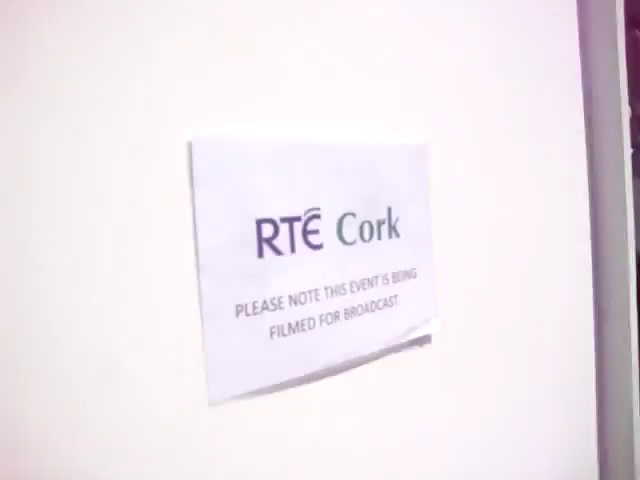 RTÉ Cork
PLEASE NOTE THIS EVENT IS BEING
FILMED FOR BROADCAST